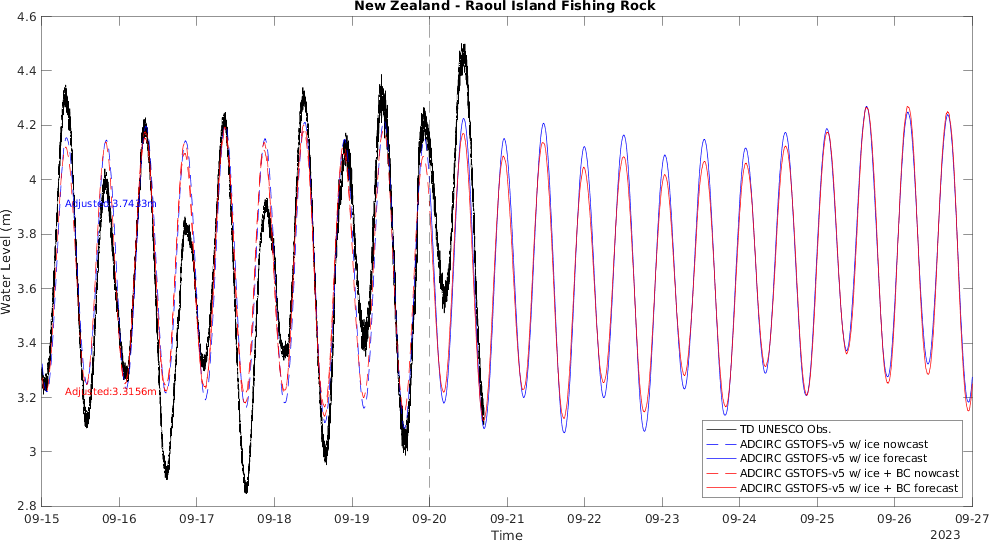 New Zealand - Raoul Island Fishing Rock
4.6
4.4
4.2
4
3.8
3.6
3.4
3.2
3
2.8
Water Level (m)
Adjusted:3.7433m
Adjusted:3.3156m
TD UNESCO Obs.
ADCIRC GSTOFS-v5 w/ ice nowcast
ADCIRC GSTOFS-v5 w/ ice forecast
ADCIRC GSTOFS-v5 w/ ice + BC nowcast
ADCIRC GSTOFS-v5 w/ ice + BC forecast
09-15 09-16 09-17 09-18 09-19 09-20 09-21 09-22 09-23 09-24 09-25 09-26 09-27
Time
2023